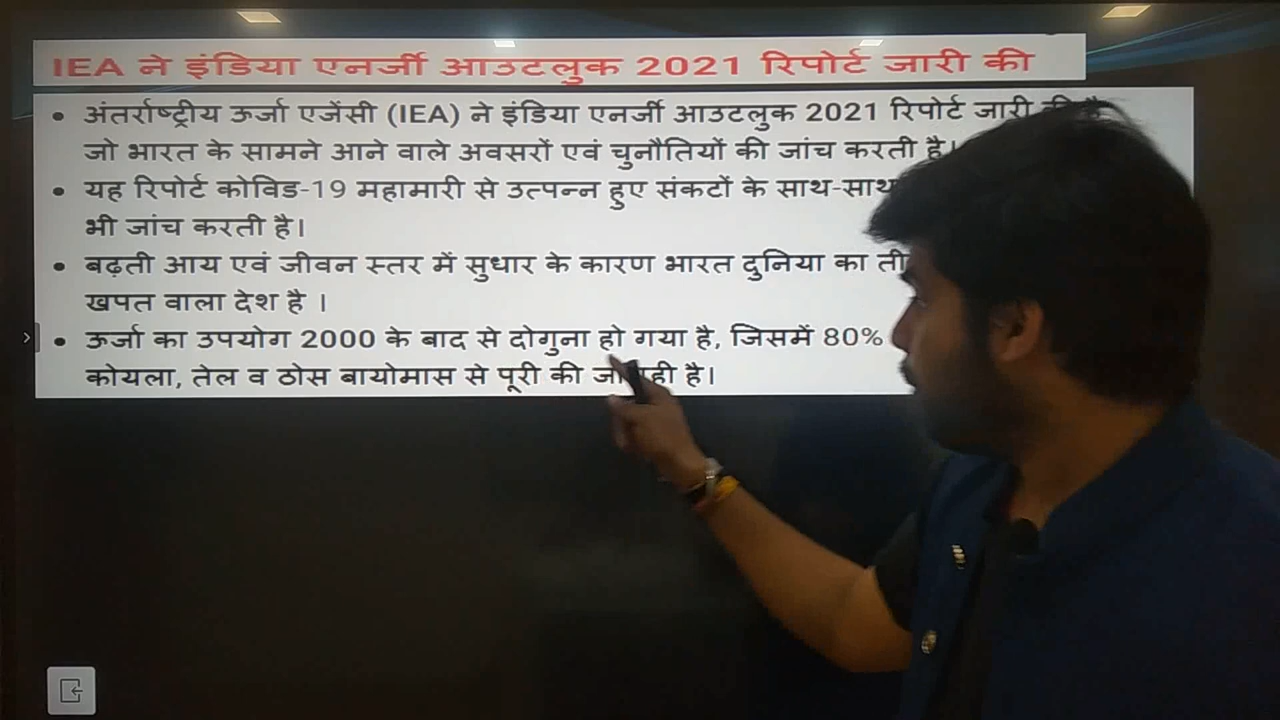 IEA ने इंडिया एनर्जी आउटलुक 2021 रिपोर्ट जारी की
• अंतर्राष्ट्रीय ऊर्जा एजेंसी (IEA) ने इंडिया एनर्जी आउटलुक 2021 रिपोर्ट जारी की है
जो भारत के सामने आने वाले अवसरों एवं चुनौतियों की जांच करती है।
• यह रिपोर्ट कोविड-19 महामारी से उत्पन्न हुए संकटों के साथ-साथ
भी जांच करती है।
• बढ़ती आय एवं जीवन स्तर में सुधार के कारण भारत दुनिया का
खपत वाला देश है ।
• ऊर्जा का उपयोग 2000 के बाद से दोगुना हो गया है, जिसमें 80%
कोयला, तेल व ठोस बायोमास से पूरी की जा रही है।